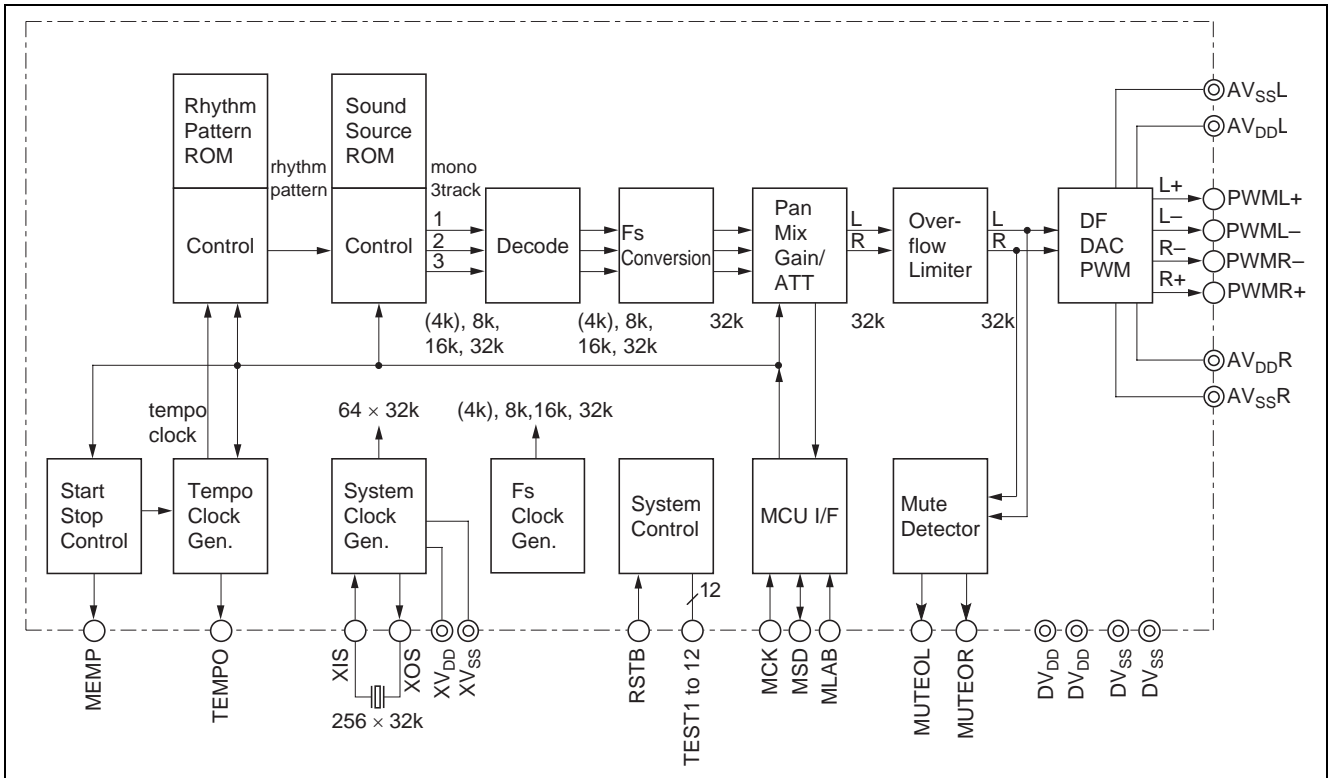 Rhythm
Pattern
ROM
Sound
Source
ROM
rhythm
pattern
mono
3track
Control
Control
1
2
3
Decode
Fs
Conversion
Pan
Mix
Gain/
ATT
L
R
Over-
flow
Limiter
L
R
DF
DAC
PWM
L+
L–
R–
R+
AVSSL
AVDDL
PWML+
PWML–
PWMR–
PWMR+
AVDDR
AVSSR
(4k), 8k,
16k, 32k
(4k), 8k,
16k, 32k
32k
32k
32k
tempo
clock
64 × 32k
(4k), 8k,16k, 32k
Start
Stop
Control
Tempo
Clock
Gen.
System
Clock
Gen.
Fs
Clock
Gen.
System
Control
MCU I/F
Mute
Detector
12
MEMP
TEMPO
XIS
XOS
XVDD
XVSS
256 × 32k
RSTB
TEST1 to 12
MCK
MSD
MLAB
MUTEOL
MUTEOR
DVDD
DVDD
DVSS
DVSS